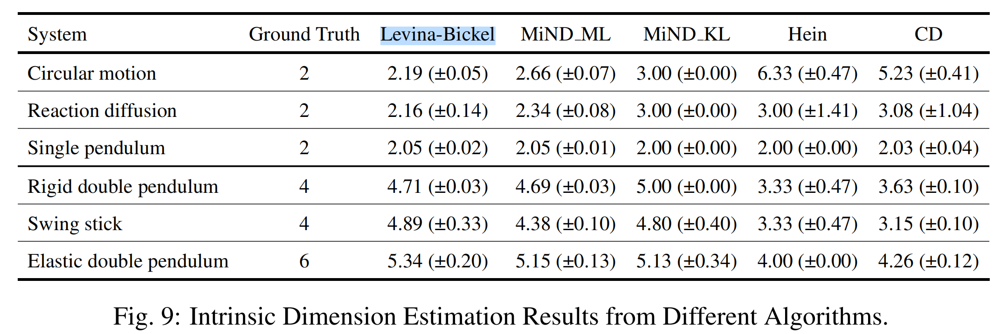 System Ground Truth Levina-Bickel MiND_ML MiND_KL Hein CD
Circular motion 2 2.19 (±0.05) 2.66 (±0.07) 3.00 (±0.00) 6.33 (±0.47) 5.23 (±0.41)
Reaction diffusion 2 2.16 (±0.14) 2.34 (±0.08) 3.00 (±0.00) 3.00 (±1.41) 3.08 (±1.04)
Single pendulum 2 2.05 (±0.02) 2.05 (±0.01) 2.00 (±0.00) 2.00 (±0.00) 2.03 (±0.04)
Rigid double pendulum 4 4.71 (±0.03) 4.69 (±0.03) 5.00 (±0.00) 3.33 (±0.47) 3.63 (±0.10)
Swing stick 4 4.89 (±0.33) 4.38 (±0.10) 4.80 (±0.40) 3.33 (±0.47) 3.15 (±0.10)
Elastic double pendulum 6 5.34 (±0.20) 5.15 (±0.13) 5.13 (±0.34) 4.00 (±0.00) 4.26 (±0.12)
Fig. 9: Intrinsic Dimension Estimation Results from Different Algorithms.